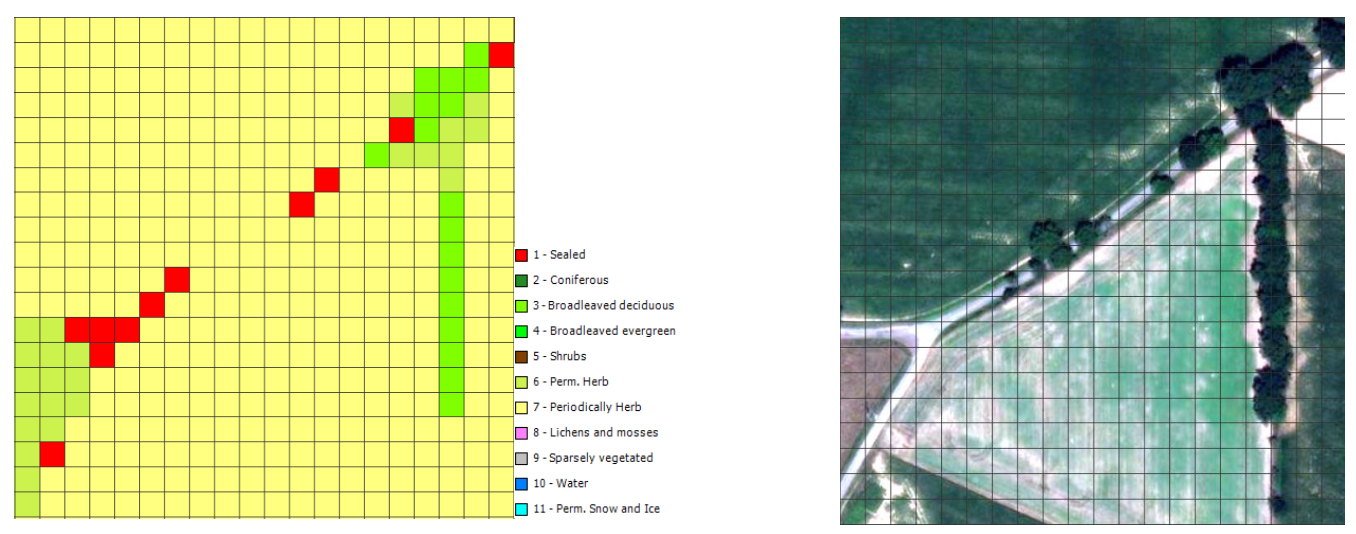 1 - Sealed
2 - Coniferous
3 - Broadleaved deciduous
4 - Broadleaved evergreen
5 - Shrubs
6 - Perm. Herb
7 - Periodically Herb
8 - Lichens and mosses
9 - Sparsely vegetated
10 - Water
11 - Perm. Snow and Ice